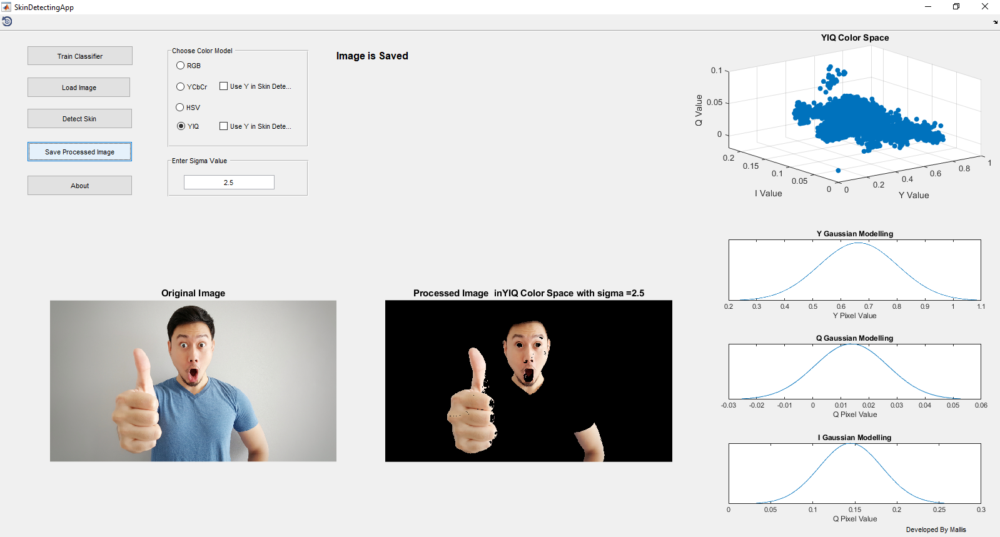 SkinDetectingApp
Train Classifier
Load Image
Detect Skin
Save Processed Image
About
Choose Color Model
RGB
YCbCr
Use Y in Skin Dete...
HSV
YIQ
Use Y in Skin Dete...
Enter Sigma Value
2.5
Image is Saved
Original Image
Processed Image  inYIQ Color Space with sigma =2.5
YIQ Color Space
0.1
0.05
0
Q Value
0.2
0.15
0.1
0.05
0
I Value
0
0.2
0.4
0.6
0.8
1
Y Value
Y Gaussian Modelling
0.2 0.3 0.4 0.5 0.6 0.7 0.8 0.9 1 1.1
Y Pixel Value
Q Gaussian Modelling
-0.03 -0.02 -0.01 0 0.01 0.02 0.03 0.04 0.05 0.06
Q Pixel Value
I Gaussian Modelling
0 0.05 0.1 0.15 0.2 0.25 0.3
Q Pixel Value
Developed By Mallis